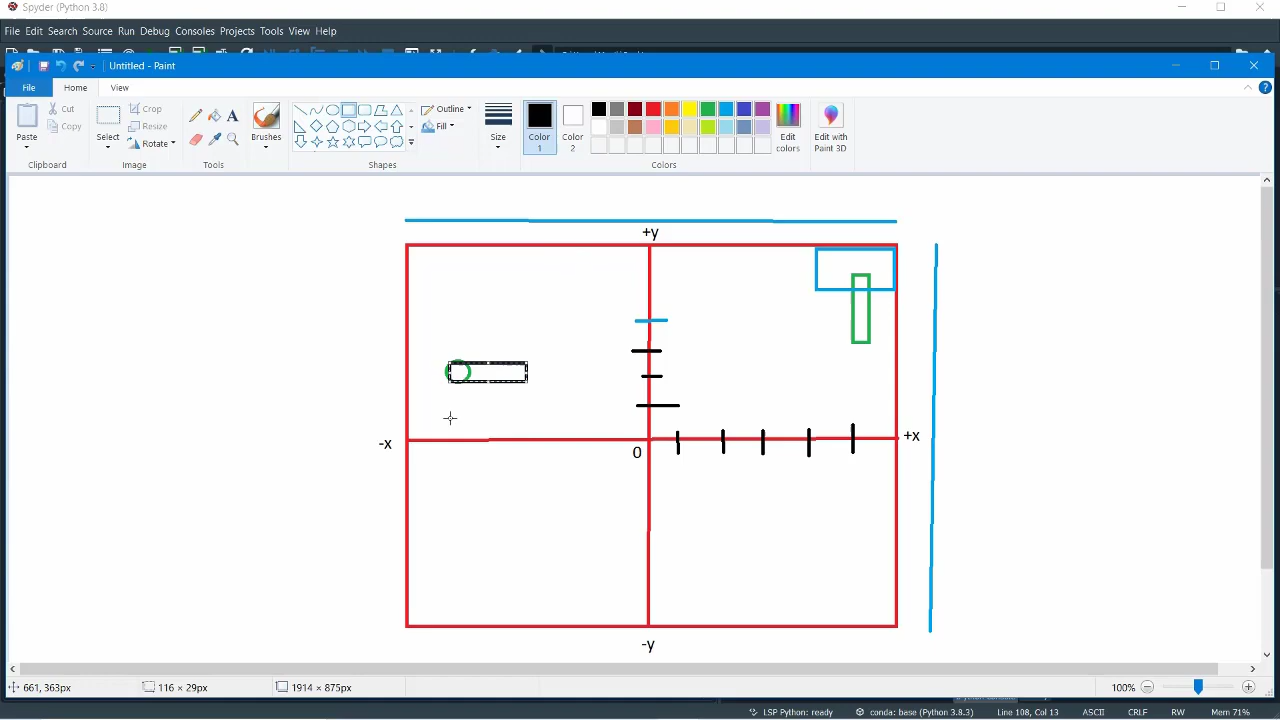 Spyder (Python 3.8)
File Edit Search Source Run Debug Consoles Projects Tools View Help
Untitled - Paint
File Home View
Paste Cut Copy Select Crop Resize Rotate Brushes Outline Fill Size Color 1 Color 2 Edit colors Edit with Paint 3D
Clipboard Image Tools Shapes Colors
+y
-x 0 +x
-y
661, 363px 116 × 29px 1914 × 875px 100%
LSP Python: ready conda: base (Python 3.8.3) Line 108, Col 13 ASCII CRLF RW Mem 71%